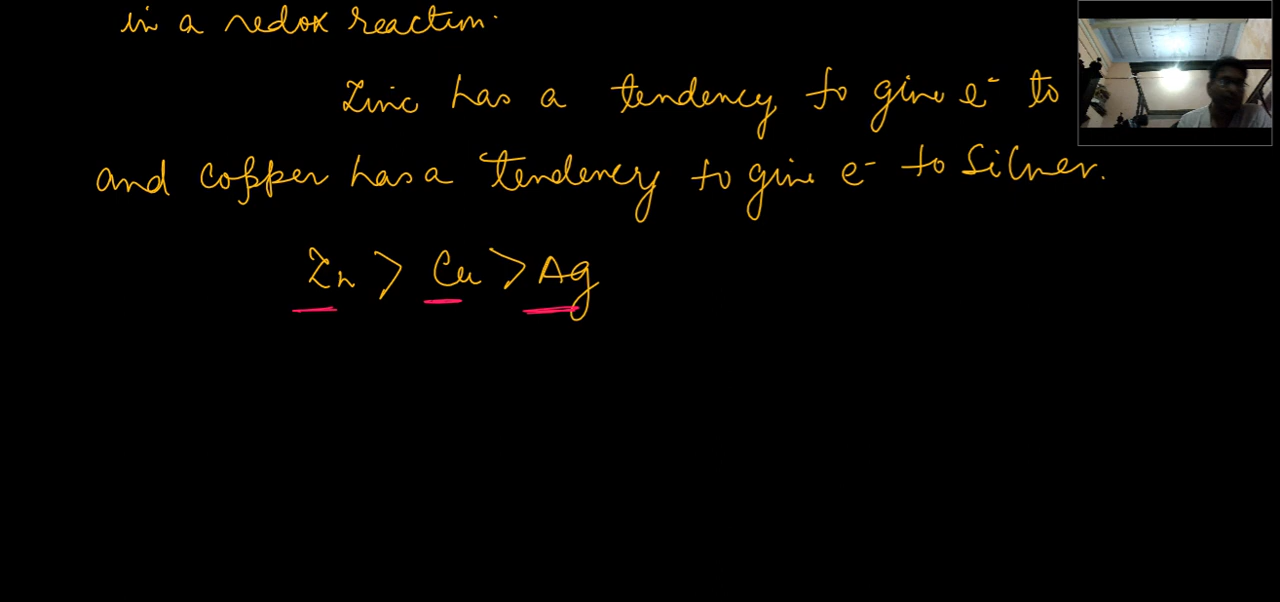 in a redox reaction.
Zinc has a tendency to give e⁻ to
and copper has a tendency to give e⁻ to Silver.
Zn > Cu > Ag